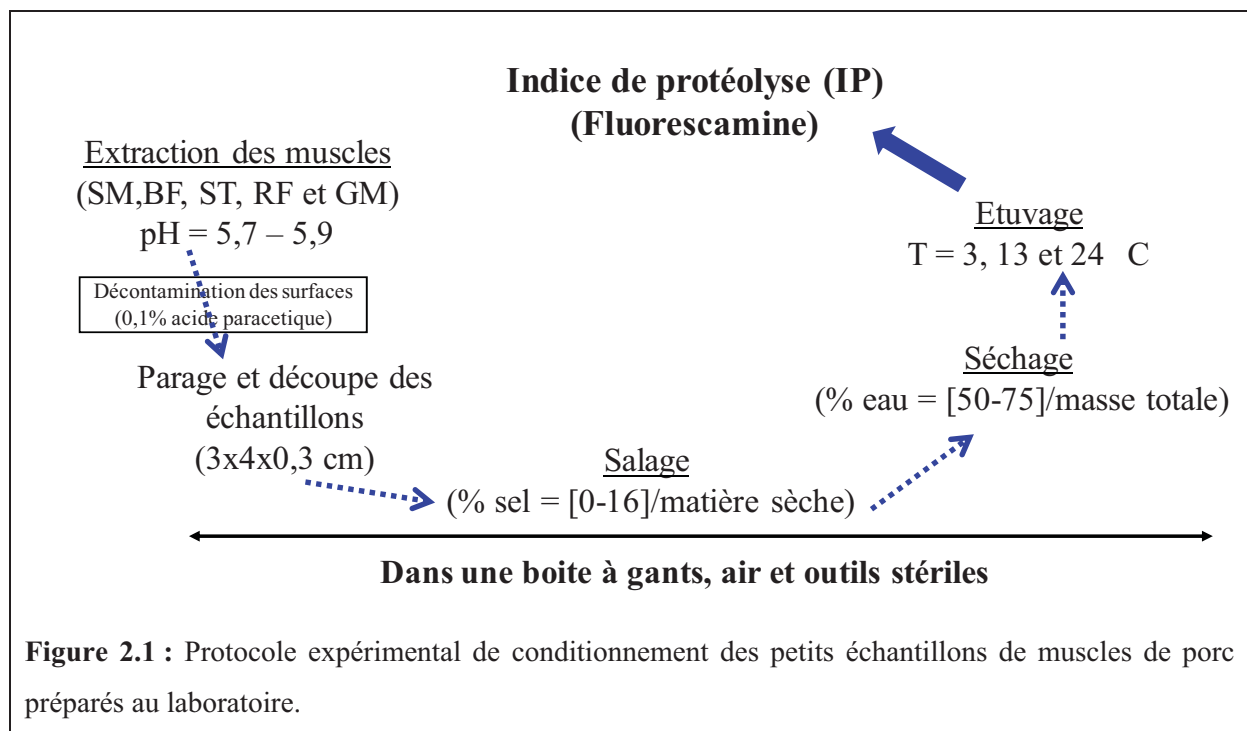 Indice de protéolyse (IP)
(Fluorescamine)
Extraction des muscles
(SM,BF, ST, RF et GM)
pH = 5,7 – 5,9
Décontamination des surfaces
(0,1% acide paracetique)
Parage et découpe des
échantillons
(3x4x0,3 cm)
Salage
(% sel = [0-16]/matière sèche)
Séchage
(% eau = [50-75]/masse totale)
Etuvage
T = 3, 13 et 24 C
Dans une boite à gants, air et outils stériles
Figure 2.1 : Protocole expérimental de conditionnement des petits échantillons de muscles de porc
préparés au laboratoire.